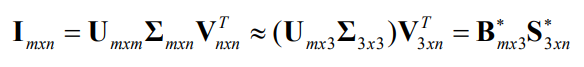 I_{mxn} = U_{mxm} Σ_{mxn} V^T_{nxn} ≈ (U_{mx3} Σ_{3x3}) V^T_{3xn} = B^*_{mx3} S^*_{3xn}